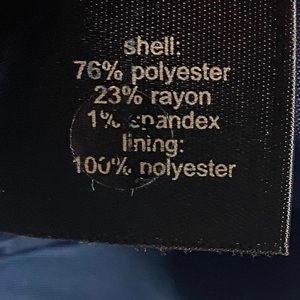 shell:
76% polyester
23% rayon
1% spandex
lining:
100% polyester